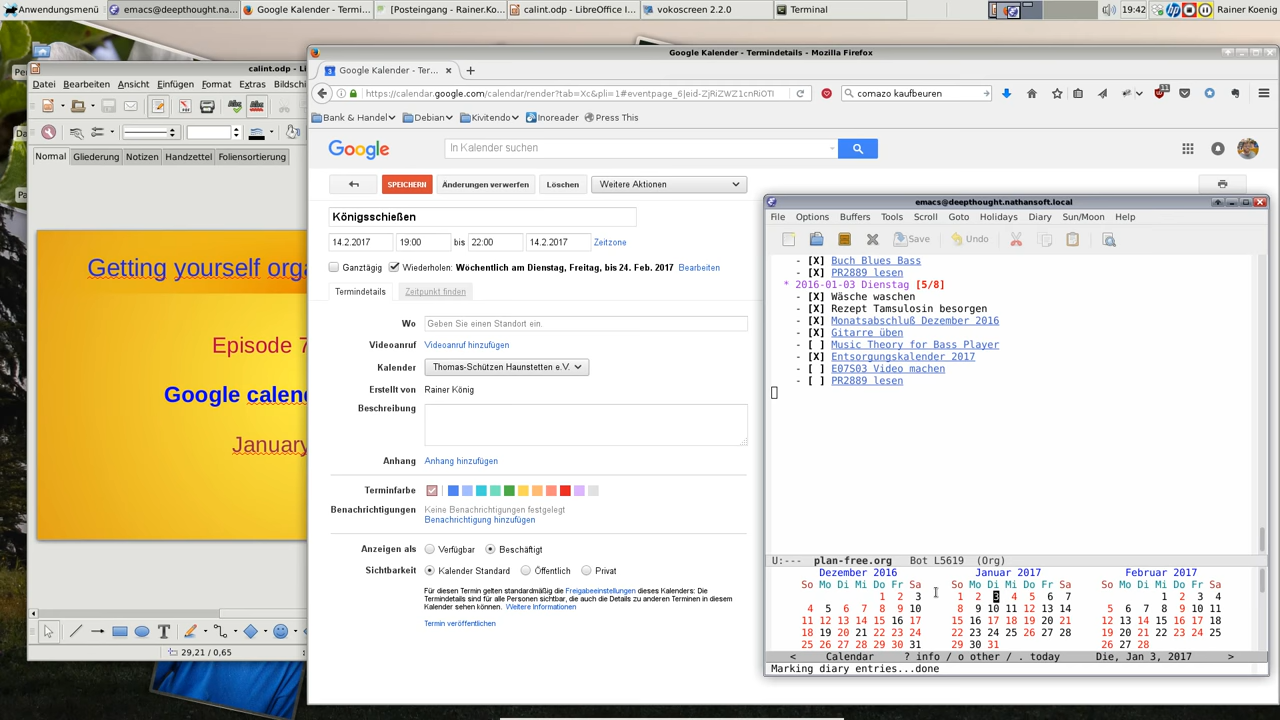 Anwendungsmenü
emacs@deepthought.na...
Google Kalender - Termi...
[Posteingang - Rainer.Ko...
calint.odp - LibreOffice I...
vokoscreen 2.2.0
Terminal
19:42
Rainer Koenig
calint.odp - Li
Datei Bearbeiten Ansicht Einfügen Format Extras Bildschi
Normal Gliederung Notizen Handzettel Foliensortierung
Getting yourself orga
Episode 7
Google calend
January
29,21 / 0,65
Google Kalender - Termindetails - Mozilla Firefox
Google Kalender - Ter...
https://calendar.google.com/calendar/render?tab=Xc&pli=1#eventpage_6|eid-ZjRiZWZ1cnRiOTI
comazo kaufbeuren
Bank & Handel Debian Kivitendo Inoreader Press This
Google
In Kalender suchen
SPEICHERN Änderungen verwerfen Löschen Weitere Aktionen
Königsschießen
14.2.2017 19:00 bis 22:00 14.2.2017 Zeitzone
Ganztägig Wiederholen: Wöchentlich am Dienstag, Freitag, bis 24. Feb. 2017 Bearbeiten
Termindetails Zeitpunkt finden
Wo Geben Sie einen Standort ein.
Videoanruf Videoanruf hinzufügen
Kalender Thomas-Schützen Haunstetten e.V.
Erstellt von Rainer König
Beschreibung
Anhang Anhang hinzufügen
Terminfarbe
Benachrichtigungen Keine Benachrichtigungen festgelegt
Benachrichtigung hinzufügen
Anzeigen als Verfügbar Beschäftigt
Sichtbarkeit Kalender Standard Öffentlich Privat
Für diesen Termin gelten standardmäßig die Freigabeeinstellungen dieses Kalenders: Die
Termindetails sind für alle Personen sichtbar, die auch die Details zu anderen Terminen in diesem
Kalender sehen können. Weitere Informationen
Termin veröffentlichen
emacs@deepthought.nathansoft.local
File Options Buffers Tools Scroll Goto Holidays Diary Sun/Moon Help
Save Undo
- [X] Buch Blues Bass
- [X] PR2889 lesen
* 2016-01-03 Dienstag [5/8]
- [X] Wäsche waschen
- [X] Rezept Tamsulosin besorgen
- [X] Monatsabschluß Dezember 2016
- [X] Gitarre üben
- [ ] Music Theory for Bass Player
- [X] Entsorgungskalender 2017
- [ ] E07S03 Video machen
- [ ] PR2889 lesen
U:--- plan-free.org Bot L5619 (Org)
Dezember 2016 Januar 2017 Februar 2017
So Mo Di Mi Do Fr Sa So Mo Di Mi Do Fr Sa So Mo Di Mi Do Fr Sa
1 2 3 1 2 3 4 5 6 7 1 2 3 4
4 5 6 7 8 9 10 8 9 10 11 12 13 14 5 6 7 8 9 10 11
11 12 13 14 15 16 17 15 16 17 18 19 20 21 12 13 14 15 16 17 18
18 19 20 21 22 23 24 22 23 24 25 26 27 28 19 20 21 22 23 24 25
25 26 27 28 29 30 31 29 30 31 26 27 28
< Calendar ? info / o other / . today Die, Jan 3, 2017 >
Marking diary entries...done